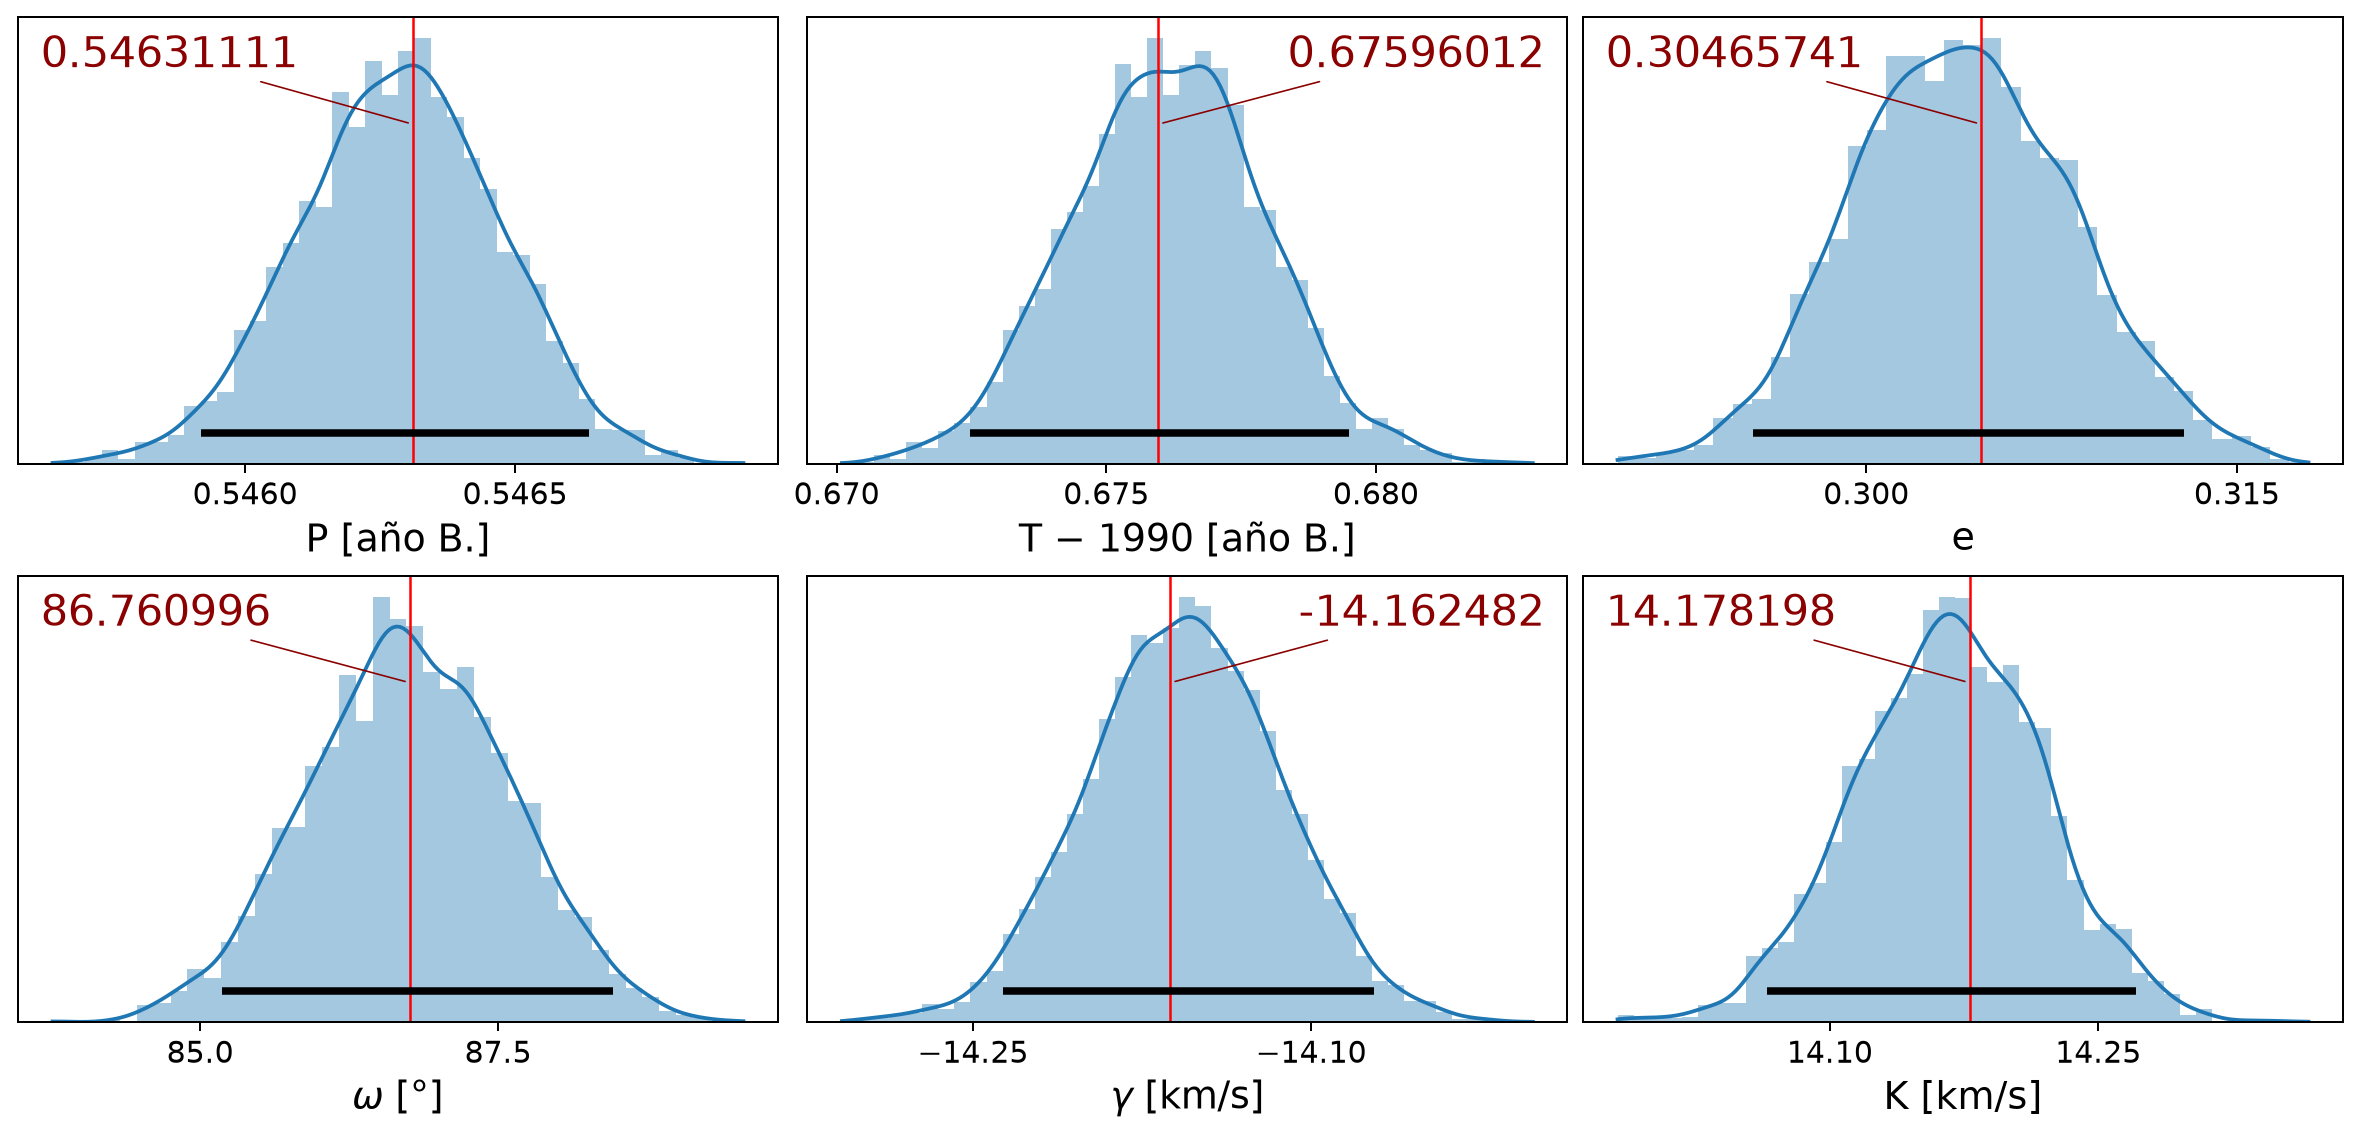 0.54631111
0.67596012
0.30465741
0.5460 0.5465
0.670 0.675 0.680
0.300 0.315
P [año B.]
T − 1990 [año B.]
e
86.760996
-14.162482
14.178198
85.0 87.5
−14.25 −14.10
14.10 14.25
ω [°]
γ [km/s]
K [km/s]